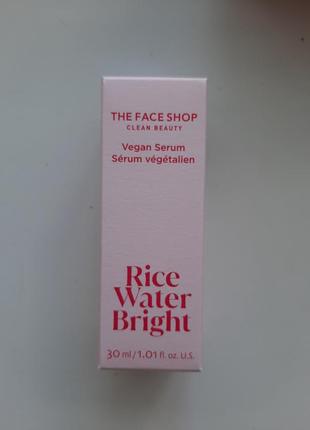 THE FACE SHOP
CLEAN BEAUTY
Vegan Serum
Sérum végétalien
Rice
Water
Bright
30 ml/1.01 fl. oz. U.S.